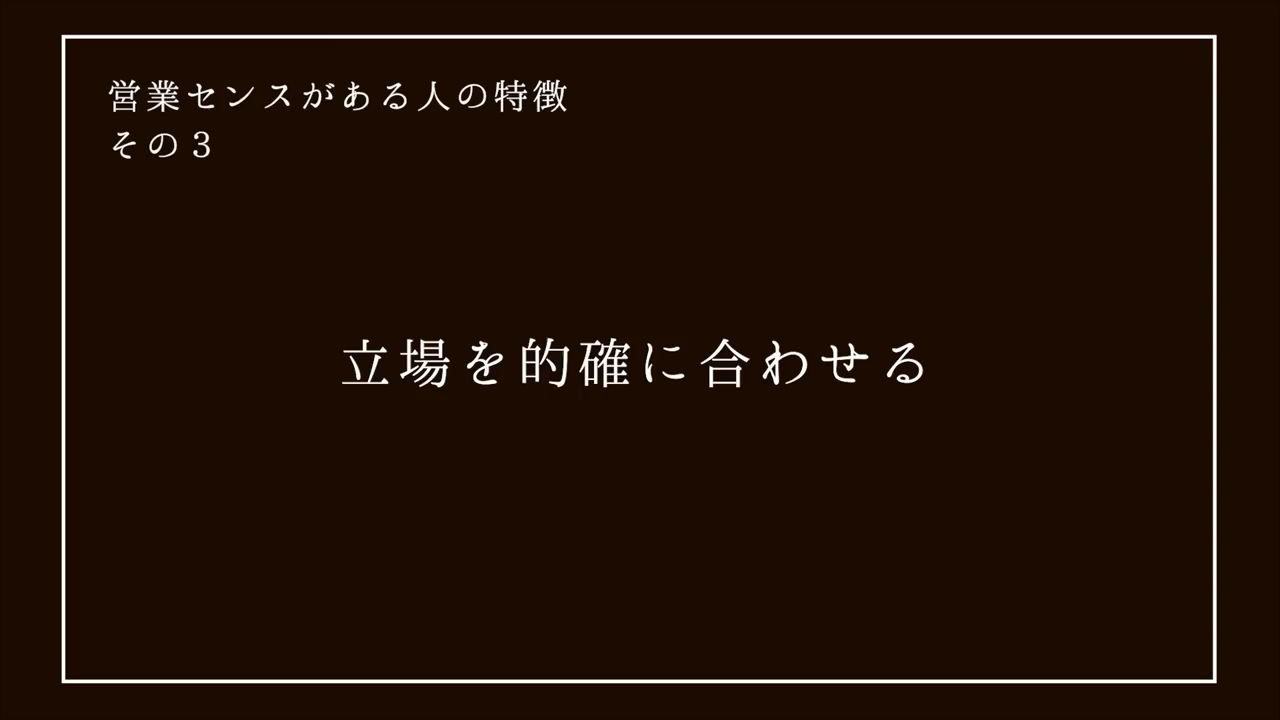 営業センスがある人の特徴
その３
立場を的確に合わせる